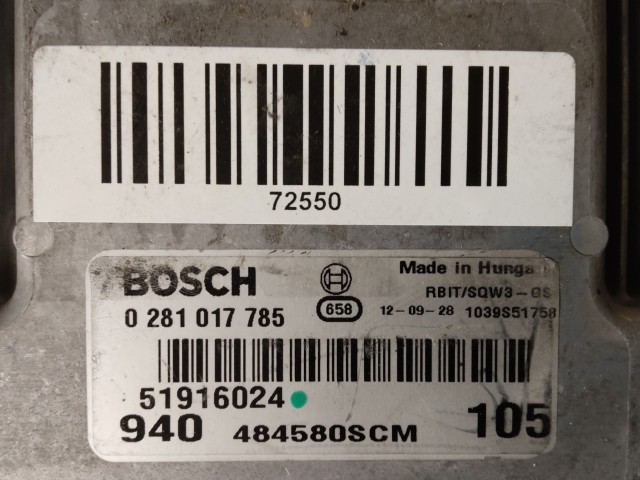 72550
BOSCH Made in Hunga
RBIT/SQW3-GS
0 281 017 785 658 12-09-28 1039S51758
51916024
940 484580SCM 105